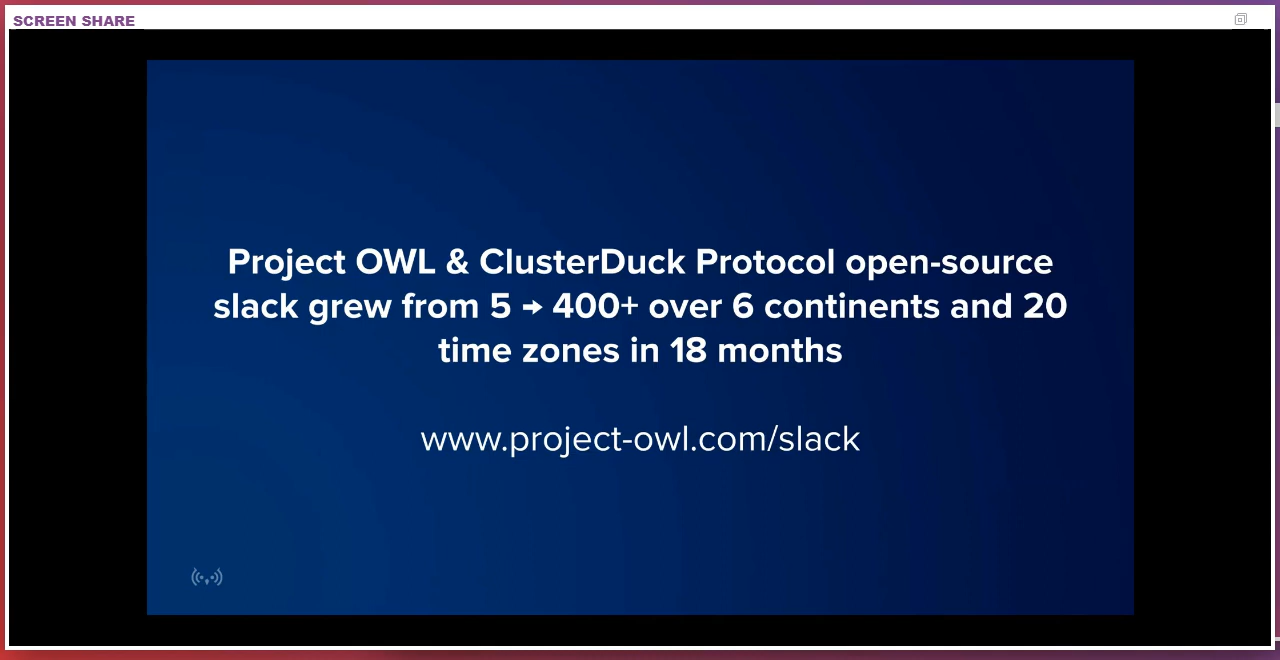 SCREEN SHARE
Project OWL & ClusterDuck Protocol open-source
slack grew from 5 → 400+ over 6 continents and 20
time zones in 18 months
www.project-owl.com/slack